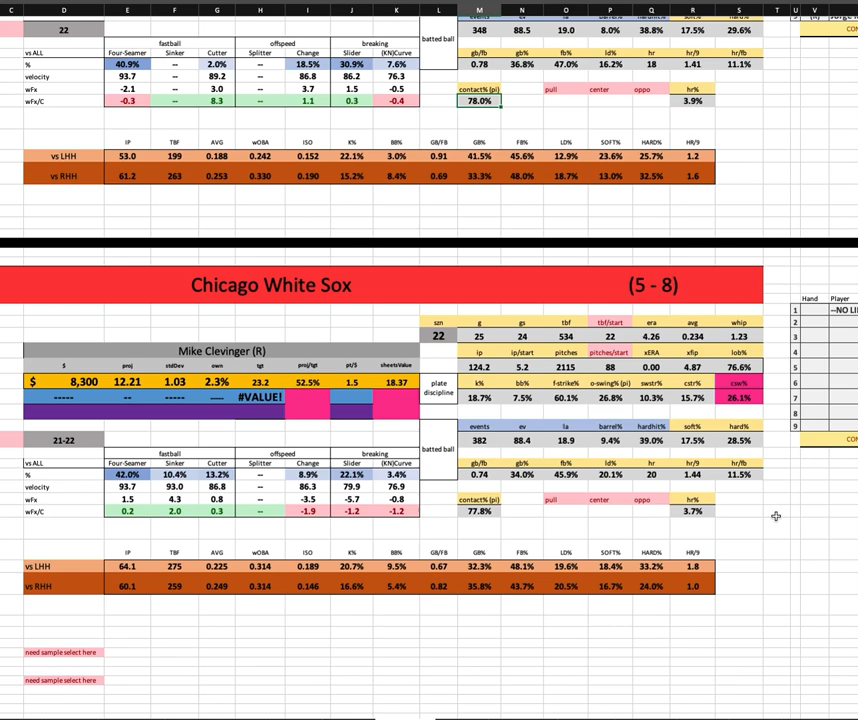 C D E F G H I J K L M N O P Q R S T U V
events ev la barrel% hardhit% soft% hard%
22 348 88.5 19.0 8.0% 38.8% 17.5% 29.6%
batted ball
fastball offspeed breaking
vs ALL Four-Seamer Sinker Cutter Splitter Change Slider (KN)Curve gb/fb gb% fb% ld% hr hr/9 hr/fb
% 40.9% -- 2.0% -- 18.5% 30.9% 7.6% 0.78 36.8% 47.0% 16.2% 18 1.41 11.1%
velocity 93.7 -- 89.2 -- 86.8 86.2 76.3
wFx -2.1 -- 3.0 -- 3.7 1.5 -0.5 contact% (pi) pull center oppo hr%
wFx/C -0.3 -- 8.3 -- 1.1 0.3 -0.4 78.0% 3.9%
IP TBF AVG wOBA ISO K% BB% GB/FB GB% FB% LD% SOFT% HARD% HR/9
vs LHH 53.0 199 0.188 0.242 0.152 22.1% 3.0% 0.91 41.5% 45.6% 12.9% 23.6% 25.7% 1.2
vs RHH 61.2 263 0.253 0.330 0.190 15.2% 8.4% 0.69 33.3% 48.0% 18.7% 13.0% 32.5% 1.6
Chicago White Sox (5 - 8)
Hand Player
1 --NO LI
szn g gs tbf tbf/start era avg whip
2
22 25 24 534 22 4.26 0.234 1.23
3
Mike Clevinger (R) ip ip/start pitches pitches/start xERA xfip lob%
4
$ proj stdDev own tgt proj/tgt pt/$ sheetsValue 124.2 5.2 2115 88 0.00 4.87 76.6%
5
$ 8,300 12.21 1.03 2.3% 23.2 52.5% 1.5 18.37 k% bb% f-strike% o-swing% (pi) swstr% cstr% csw%
6
plate discipline
----- -- -- ---- #VALUE! 18.7% 7.5% 60.1% 26.8% 10.3% 15.7% 26.1%
7
8
events ev la barrel% hardhit% soft% hard%
9
21-22 382 88.4 18.9 9.4% 39.0% 17.5% 28.5%
batted ball
fastball offspeed breaking
vs ALL Four-Seamer Sinker Cutter Splitter Change Slider (KN)Curve gb/fb gb% fb% ld% hr hr/9 hr/fb
% 42.0% 10.4% 13.2% 8.9% 22.1% 3.4% 0.74 34.0% 45.9% 20.1% 20 1.44 11.5%
velocity 93.7 93.0 86.8 -- 86.3 79.9 76.9
wFx 1.5 4.3 0.8 -3.5 -5.7 -0.8 contact% (pi) pull center oppo hr%
wFx/C 0.2 2.0 0.3 -- -1.9 -1.2 -1.2 77.8% 3.7%
IP TBF AVG wOBA ISO K% BB% GB/FB GB% FB% LD% SOFT% HARD% HR/9
vs LHH 64.1 275 0.225 0.314 0.189 20.7% 9.5% 0.67 32.3% 48.1% 19.6% 18.4% 33.2% 1.8
vs RHH 60.1 259 0.249 0.314 0.146 16.6% 5.4% 0.82 35.8% 43.7% 20.5% 16.7% 24.0% 1.0
need sample select here
need sample select here